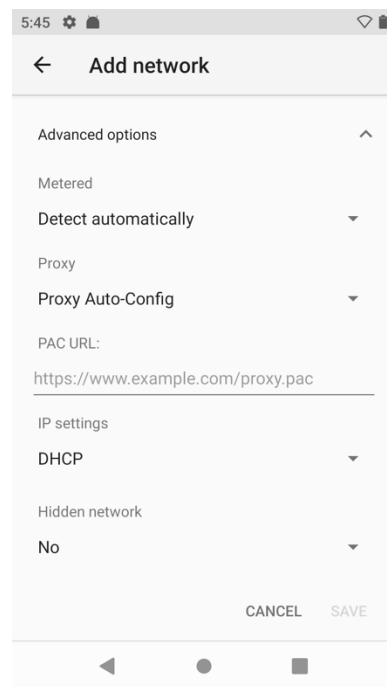 5:45
Add network
Advanced options
Metered
Detect automatically
Proxy
Proxy Auto-Config
PAC URL:
https://www.example.com/proxy.pac
IP settings
DHCP
Hidden network
No
CANCEL SAVE